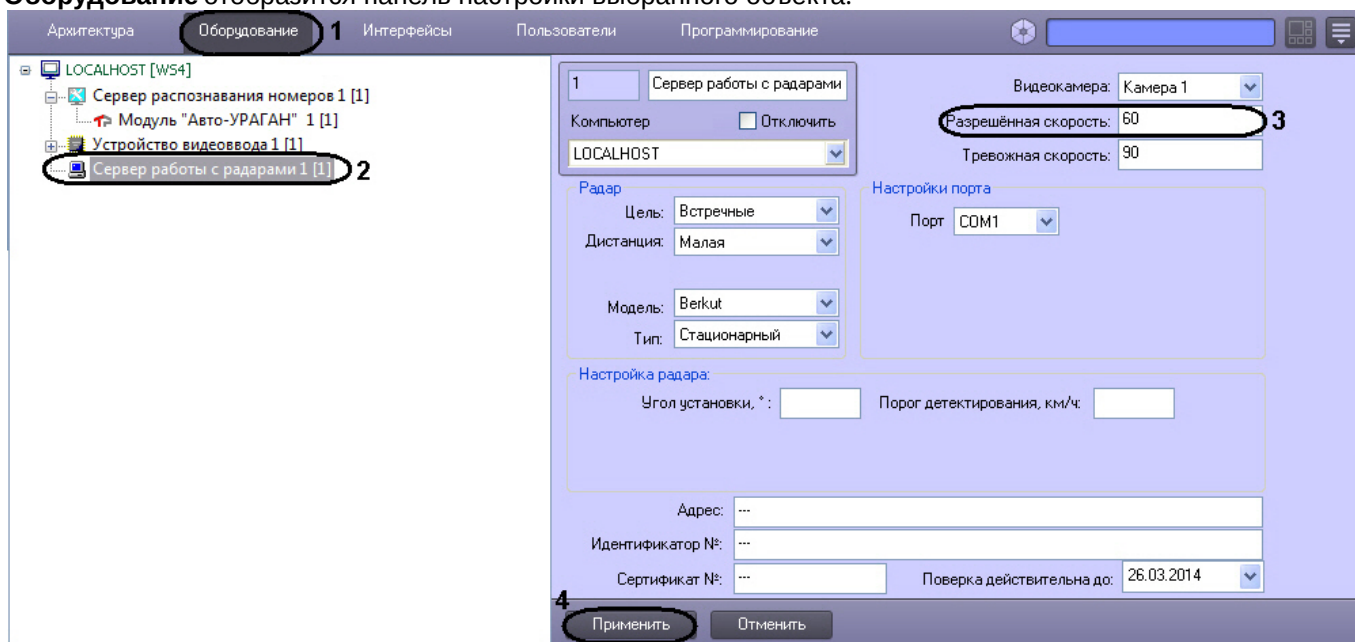 Оборудование отобразится панель настройки выбранного объекта.
Архитектура Оборудование 1 Интерфейсы Пользователи Программирование
LOCALHOST [WS4]
Сервер распознавания номеров 1 [1]
Модуль "Авто-УРАГАН" 1 [1]
Устройство видеоввода 1 [1]
Сервер работы с радарами 1 [1] 2
1 Сервер работы с радарами
Компьютер Отключить
LOCALHOST
Видеокамера: Камера 1
Разрешённая скорость: 60 3
Тревожная скорость: 90
Радар
Цель: Встречные
Дистанция: Малая
Модель: Berkut
Тип: Стационарный
Настройки порта
Порт COM1
Настройка радара:
Угол установки, °: Порог детектирования, км/ч:
Адрес: ---
Идентификатор №: ---
Сертификат №: --- Поверка действительна до: 26.03.2014
4
Применить Отменить